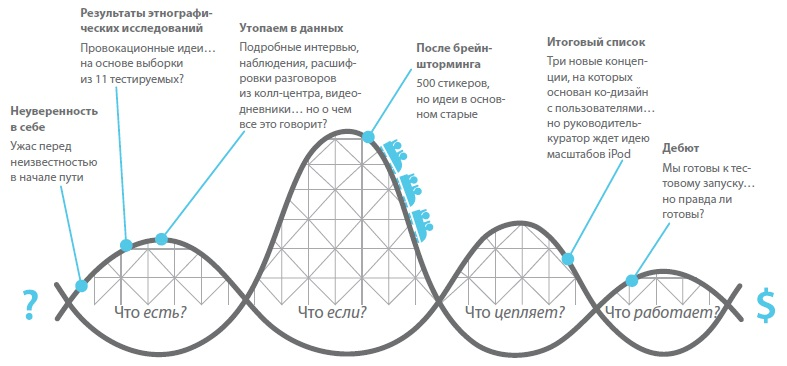 Результаты этнографи-
ческих исследований
Провокационные идеи…
на основе выборки
из 11 тестируемых?
Утопаем в данных
Подробные интервью,
наблюдения, расшиф-
ровки разговоров
из колл-центра, видео-
дневники… но о чем
все это говорит?
После брейн-
шторминга
500 стикеров,
но идеи в основ-
ном старые
Итоговый список
Три новые концеп-
ции, на которых
основан ко-дизайн
с пользователями…
но руководитель-
куратор ждет идею
масштабов iPod
Неуверенность
в себе
Ужас перед
неизвестностью
в начале пути
Дебют
Мы готовы к тес-
товому запуску…
но правда ли
готовы?
?
Что есть?
Что если?
Что цепляет?
Что работает?
$